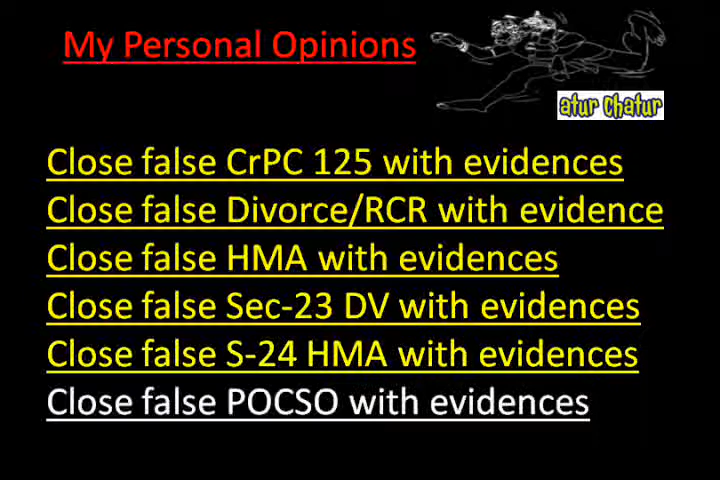 My Personal Opinions
atur Chatur
Close false CrPC 125 with evidences
Close false Divorce/RCR with evidence
Close false HMA with evidences
Close false Sec-23 DV with evidences
Close false S-24 HMA with evidences
Close false POCSO with evidences